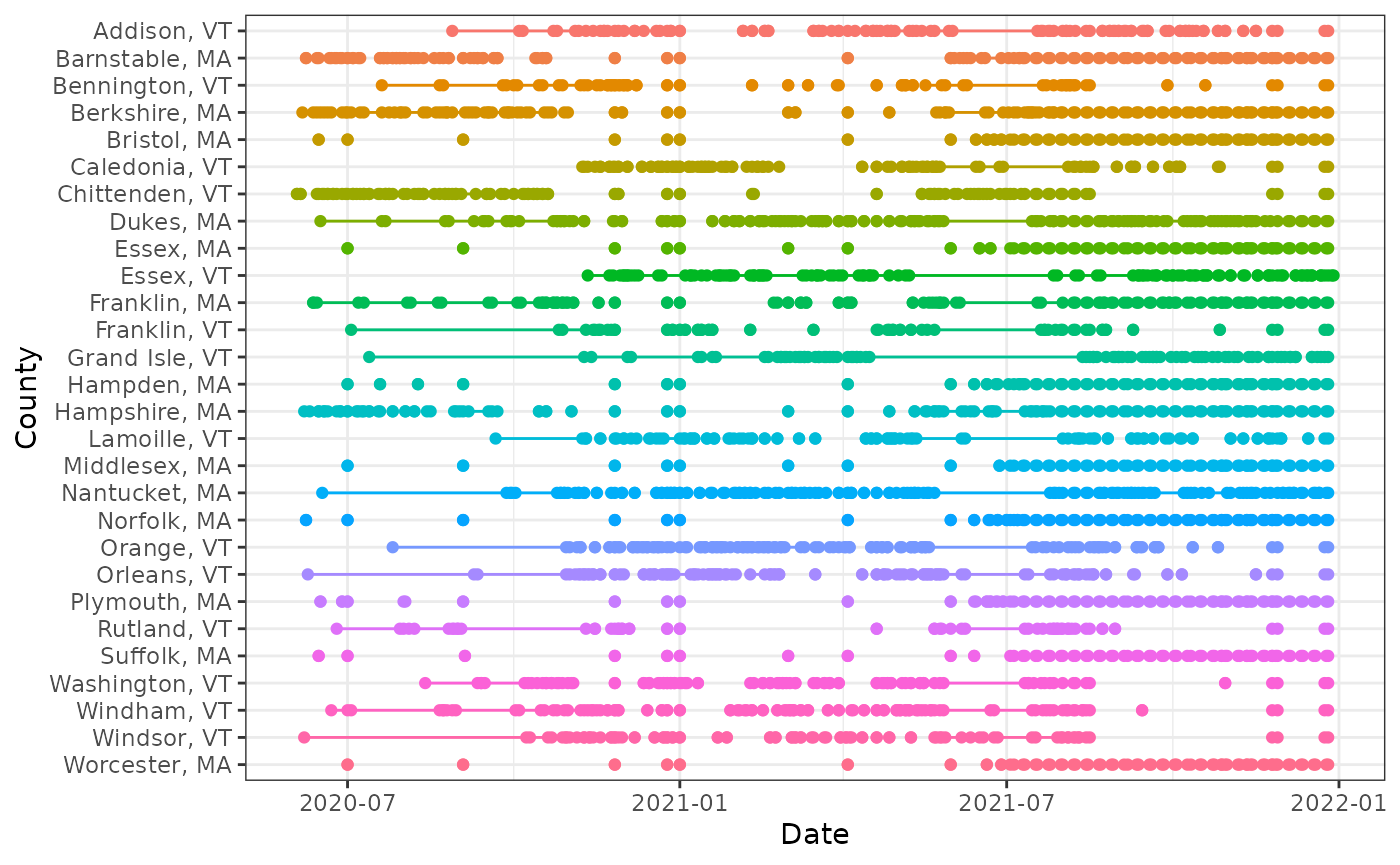 Addison, VT
Barnstable, MA
Bennington, VT
Berkshire, MA
Bristol, MA
Caledonia, VT
Chittenden, VT
Dukes, MA
Essex, MA
Essex, VT
Franklin, MA
Franklin, VT
Grand Isle, VT
Hampden, MA
Hampshire, MA
Lamoille, VT
Middlesex, MA
Nantucket, MA
Norfolk, MA
Orange, VT
Orleans, VT
Plymouth, MA
Rutland, VT
Suffolk, MA
Washington, VT
Windham, VT
Windsor, VT
Worcester, MA
County
2020-07 2021-01 2021-07 2022-01
Date